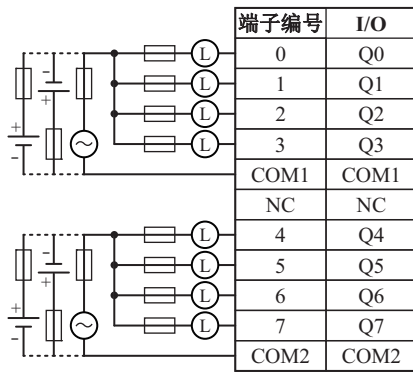 端子编号 I/O
L 0 Q0
L 1 Q1
L 2 Q2
L 3 Q3
COM1 COM1
NC NC
L 4 Q4
L 5 Q5
L 6 Q6
L 7 Q7
COM2 COM2